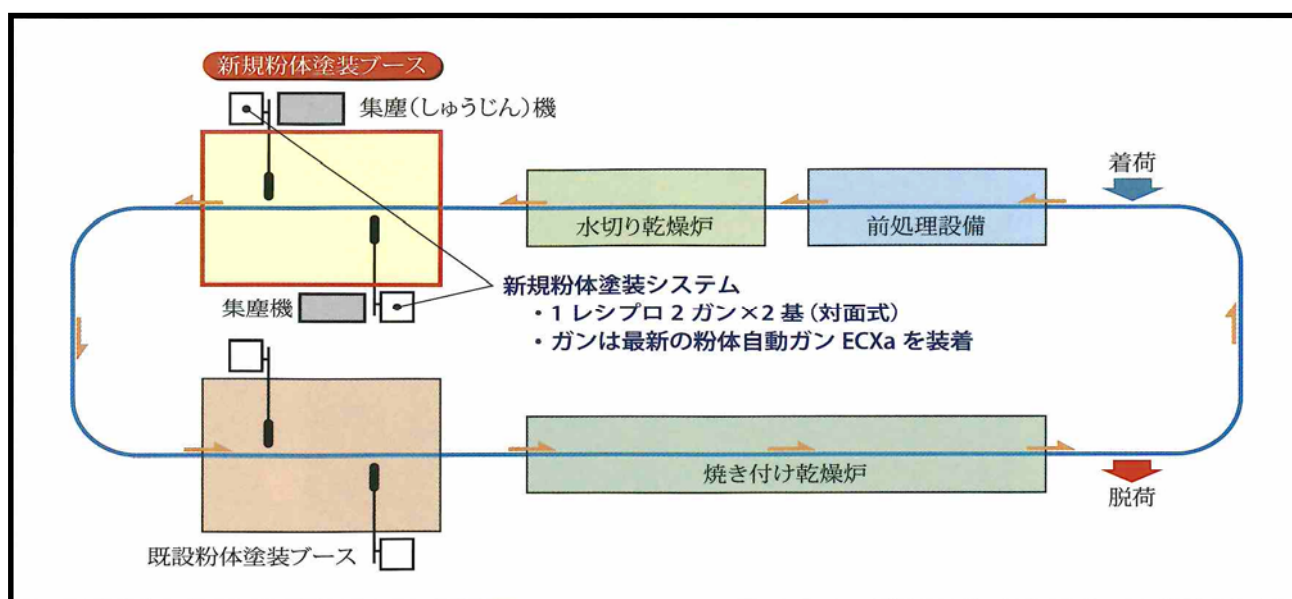 新規粉体塗装ブース
集塵(しゅうじん)機
着荷
水切り乾燥炉
前処理設備
新規粉体塗装システム
・1 レシプロ 2 ガン×2 基(対面式)
・ガンは最新の粉体自動ガン ECXa を装着
集塵機
焼き付け乾燥炉
脱荷
既設粉体塗装ブース